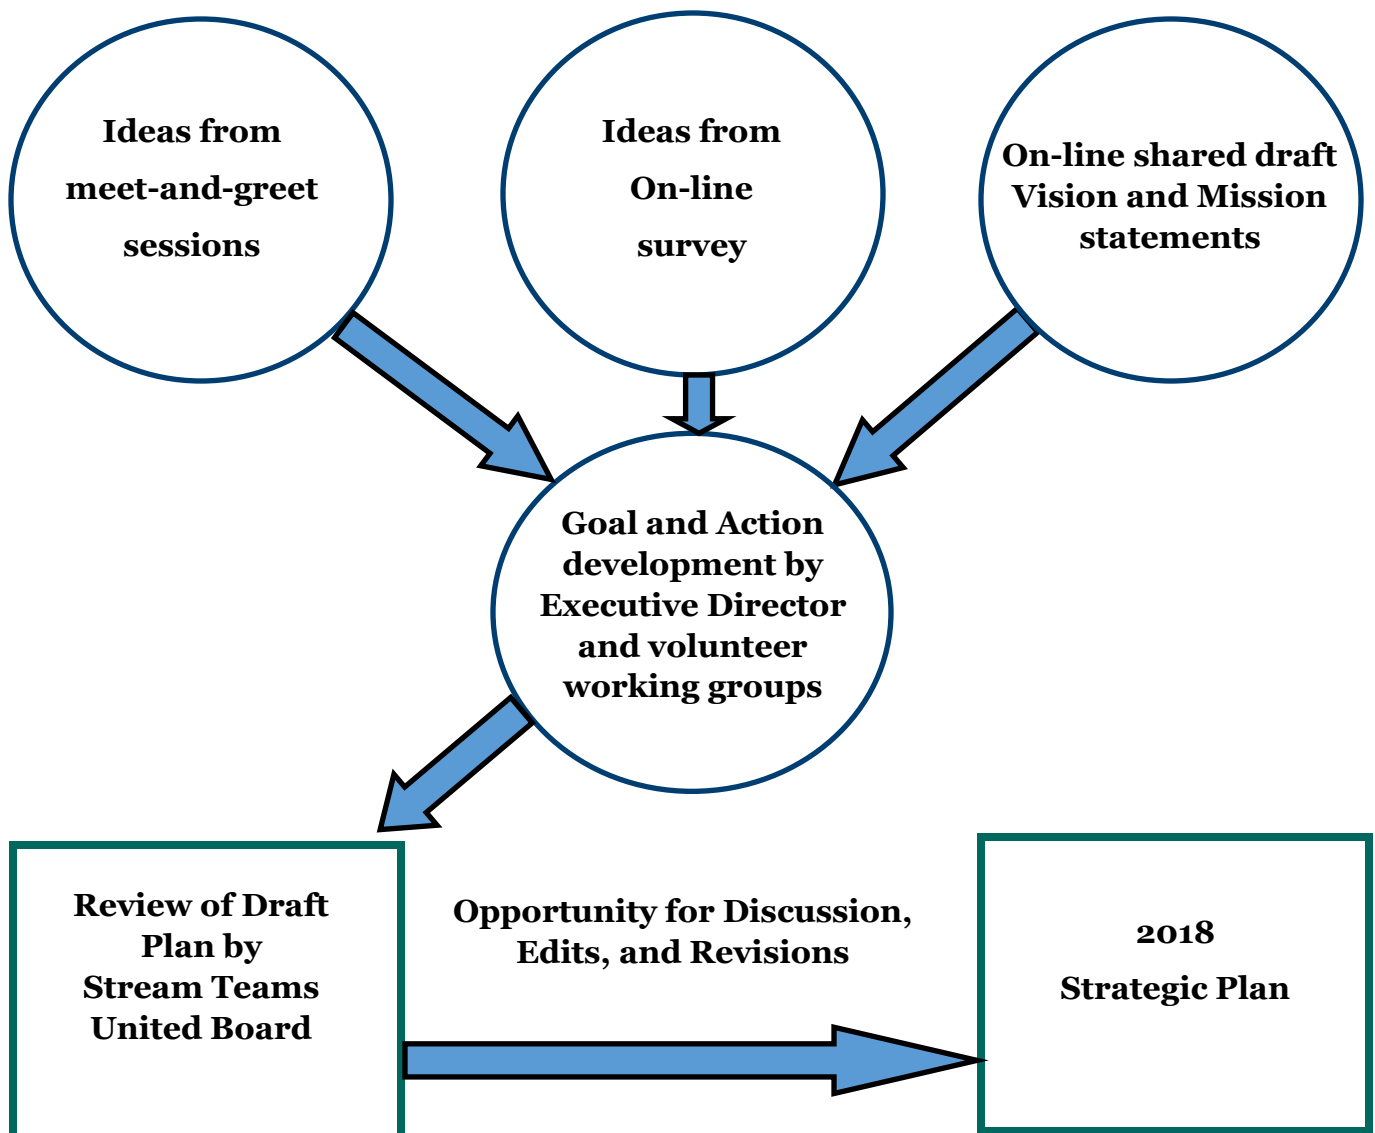 Ideas from
meet-and-greet
sessions
Ideas from
On-line
survey
On-line shared draft
Vision and Mission
statements
Goal and Action
development by
Executive Director
and volunteer
working groups
Review of Draft
Plan by
Stream Teams
United Board
Opportunity for Discussion,
Edits, and Revisions
2018
Strategic Plan